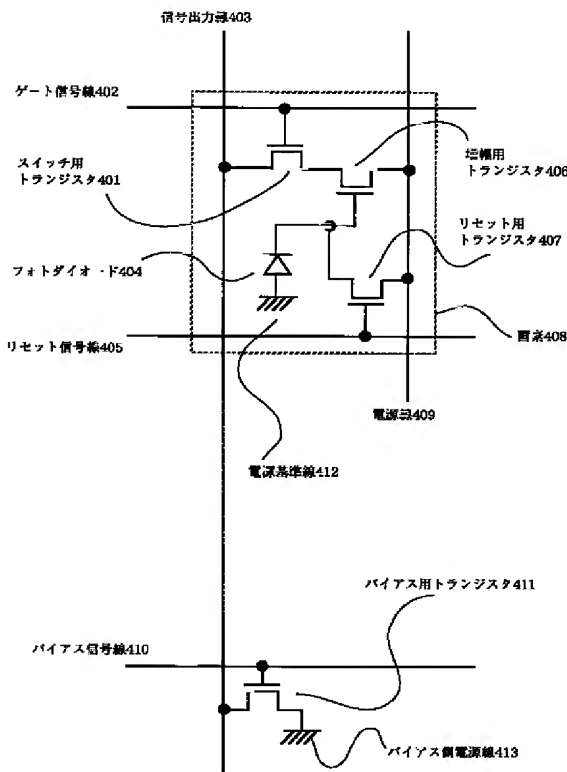 信号出力線403
ゲート信号線402
スイッチ用
トランジスタ401
増幅用
トランジスタ406
リセット用
トランジスタ407
フォトダイオード404
リセット信号線405
画素408
電源線409
電源基準線412
バイアス用トランジスタ411
バイアス信号線410
バイアス側電源線413